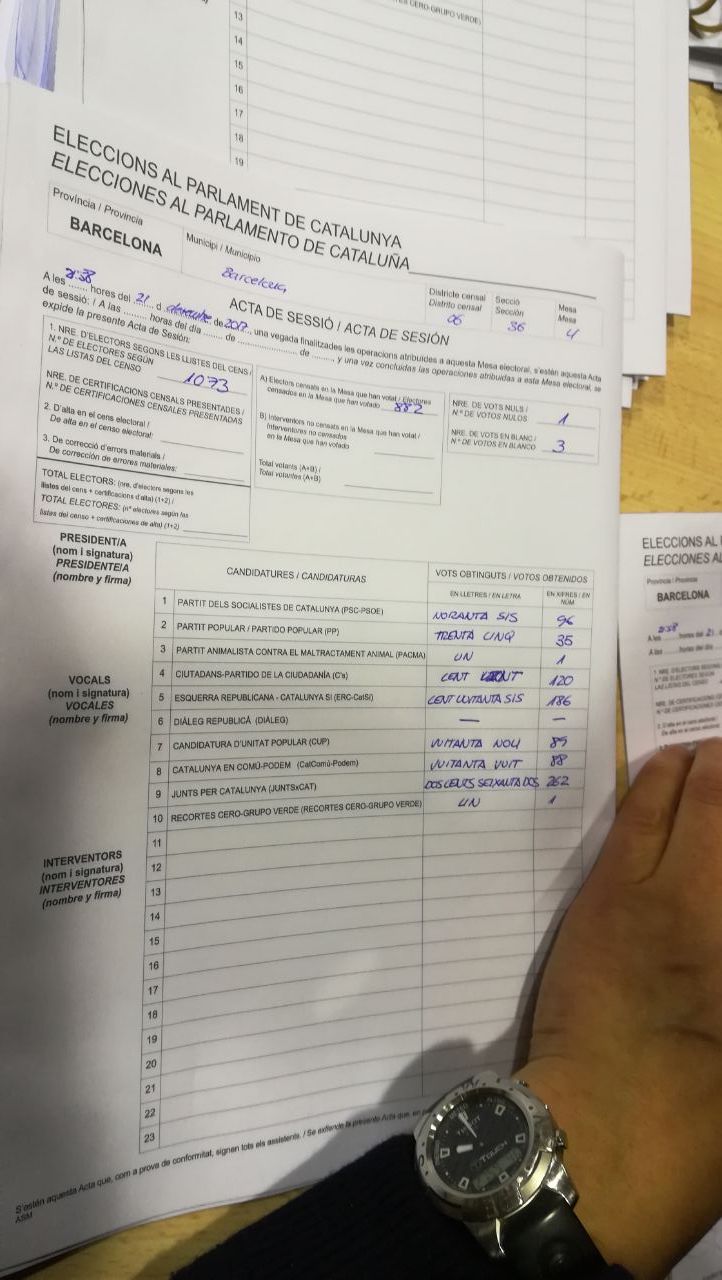 13
14
15
16
17
18
19
ELECCIONS AL PARLAMENT DE CATALUNYA
ELECCIONES AL PARLAMENTO DE CATALUÑA
Província / Provincia
BARCELONA
Municipi / Municipio
Barcelona
Districte censal
Distrito censal
06
Secció
Sección
36
Mesa
Mesa
4
ACTA DE SESSIÓ / ACTA DE SESIÓN
A les 21:38 hores del 21 d desembre de 2017, una vegada finalitzades les operacions atribuïdes a aquesta Mesa electoral, s'estén aquesta Acta
de sessió: / A las ........ horas del día ........ de ........ de ........, y una vez concluidas las operaciones atribuidas a esta Mesa electoral, se
expide la presente Acta de Sesión:
1. NRE. D'ELECTORS SEGONS LES LLISTES DEL CENS /
N.º DE ELECTORES SEGÚN
LAS LISTAS DEL CENSO
1073
NRE. DE CERTIFICACIONS CENSALS PRESENTADES /
N.º DE CERTIFICACIONES CENSALES PRESENTADAS
2. D'alta en el cens electoral /
De alta en el censo electoral:
3. De correcció d'errors materials /
De corrección de errores materiales:
TOTAL ELECTORS: (nre. d'electors segons les
llistes del cens + certificacions d'alta) (1+2) /
TOTAL ELECTORES: (nº electores según las
listas del censo + certificaciones de alta) (1+2)
A) Electors censats en la Mesa que han votat / Electores
censados en la Mesa que han votado 882
B) Interventors no censats en la Mesa que han votat /
Interventores no censados
en la Mesa que han votado
Total votants (A+B) /
Total votantes (A+B)
NRE. DE VOTS NULS /
N.º DE VOTOS NULOS
1
NRE. DE VOTS EN BLANC /
N.º DE VOTOS EN BLANCO
3
PRESIDENT/A
(nom i signatura)
PRESIDENTE/A
(nombre y firma)
VOCALS
(nom i signatura)
VOCALES
(nombre y firma)
INTERVENTORS
(nom i signatura)
INTERVENTORES
(nombre y firma)
CANDIDATURES / CANDIDATURAS
VOTS OBTINGUTS / VOTOS OBTENIDOS
EN LLETRES / EN LETRA
EN XIFRES / EN NÚM.
1 PARTIT DELS SOCIALISTES DE CATALUNYA (PSC-PSOE) NORANTA SIS 96
2 PARTIT POPULAR / PARTIDO POPULAR (PP) TRENTA CINQ 35
3 PARTIT ANIMALISTA CONTRA EL MALTRACTAMENT ANIMAL (PACMA) UN 1
4 CIUTADANS-PARTIDO DE LA CIUDADANÍA (C's) CENT VINT 120
5 ESQUERRA REPUBLICANA - CATALUNYA SÍ (ERC-CatSí) CENT VUITANTA SIS 186
6 DIÀLEG REPUBLICÀ (DIÀLEG) — —
7 CANDIDATURA D'UNITAT POPULAR (CUP) VUITANTA NOU 89
8 CATALUNYA EN COMÚ-PODEM (CatComú-Podem) VUITANTA VUIT 88
9 JUNTS PER CATALUNYA (JUNTSxCAT) DOS CENTS SEIXANTA DOS 262
10 RECORTES CERO-GRUPO VERDE (RECORTES CERO-GRUPO VERDE) UN 1
11
12
13
14
15
16
17
18
19
20
21
22
23
S'estén aquesta Acta que, com a prova de conformitat, signen tots els assistents. / Se extiende la presente Acta que, en
ASM
ELECCIONS AL
ELECCIONES AL
Província / Provincia
BARCELONA
21:38
A les
A las
TOUCH